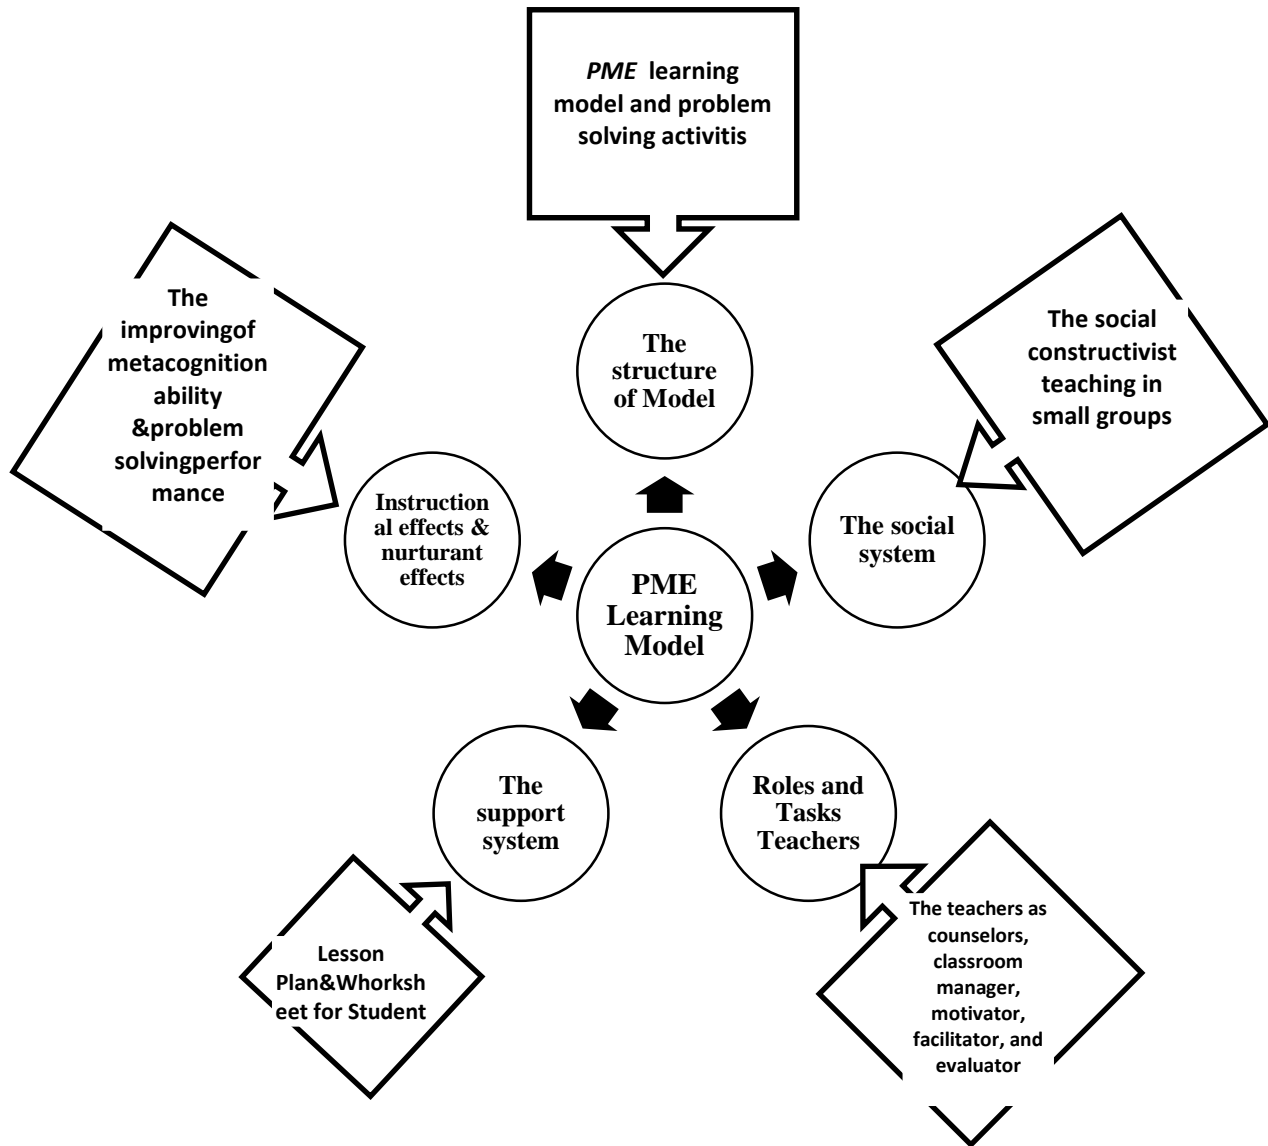 PME learning
model and problem
solving activitis
The
structure
of Model
The
improvingof
metacognition
ability
&problem
solvingperfor
mance
The social
constructivist
teaching in
small groups
Instruction
al effects &
nurturant
effects
The social
system
PME
Learning
Model
The
support
system
Roles and
Tasks
Teachers
Lesson
Plan&Whorksh
eet for Student
The teachers as
counselors,
classroom
manager,
motivator,
facilitator, and
evaluator